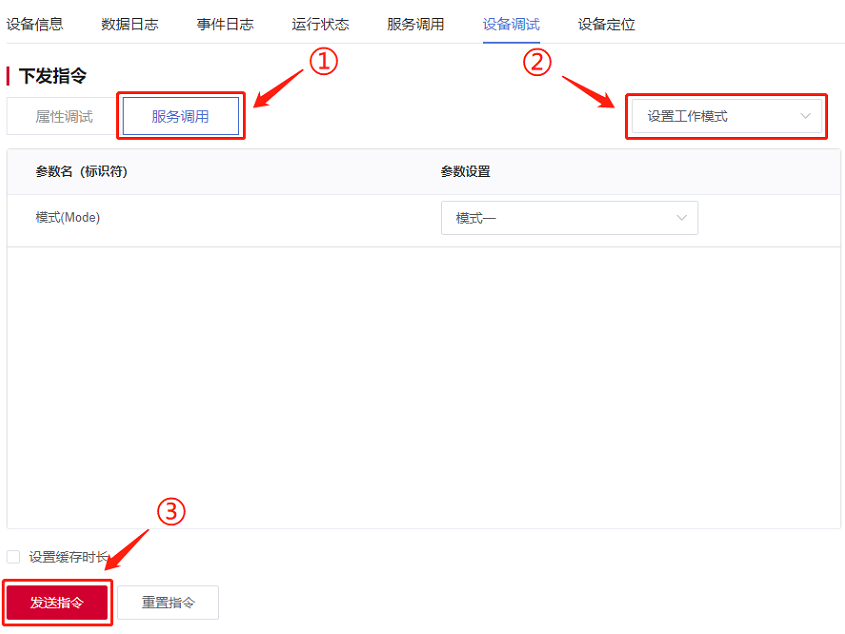 设备信息 数据日志 事件日志 运行状态 服务调用 设备调试 设备定位
① ②
下发指令
属性调试 服务调用 设置工作模式
参数名（标识符） 参数设置
模式(Mode) 模式一
③
设置缓存时长
发送指令 重置指令